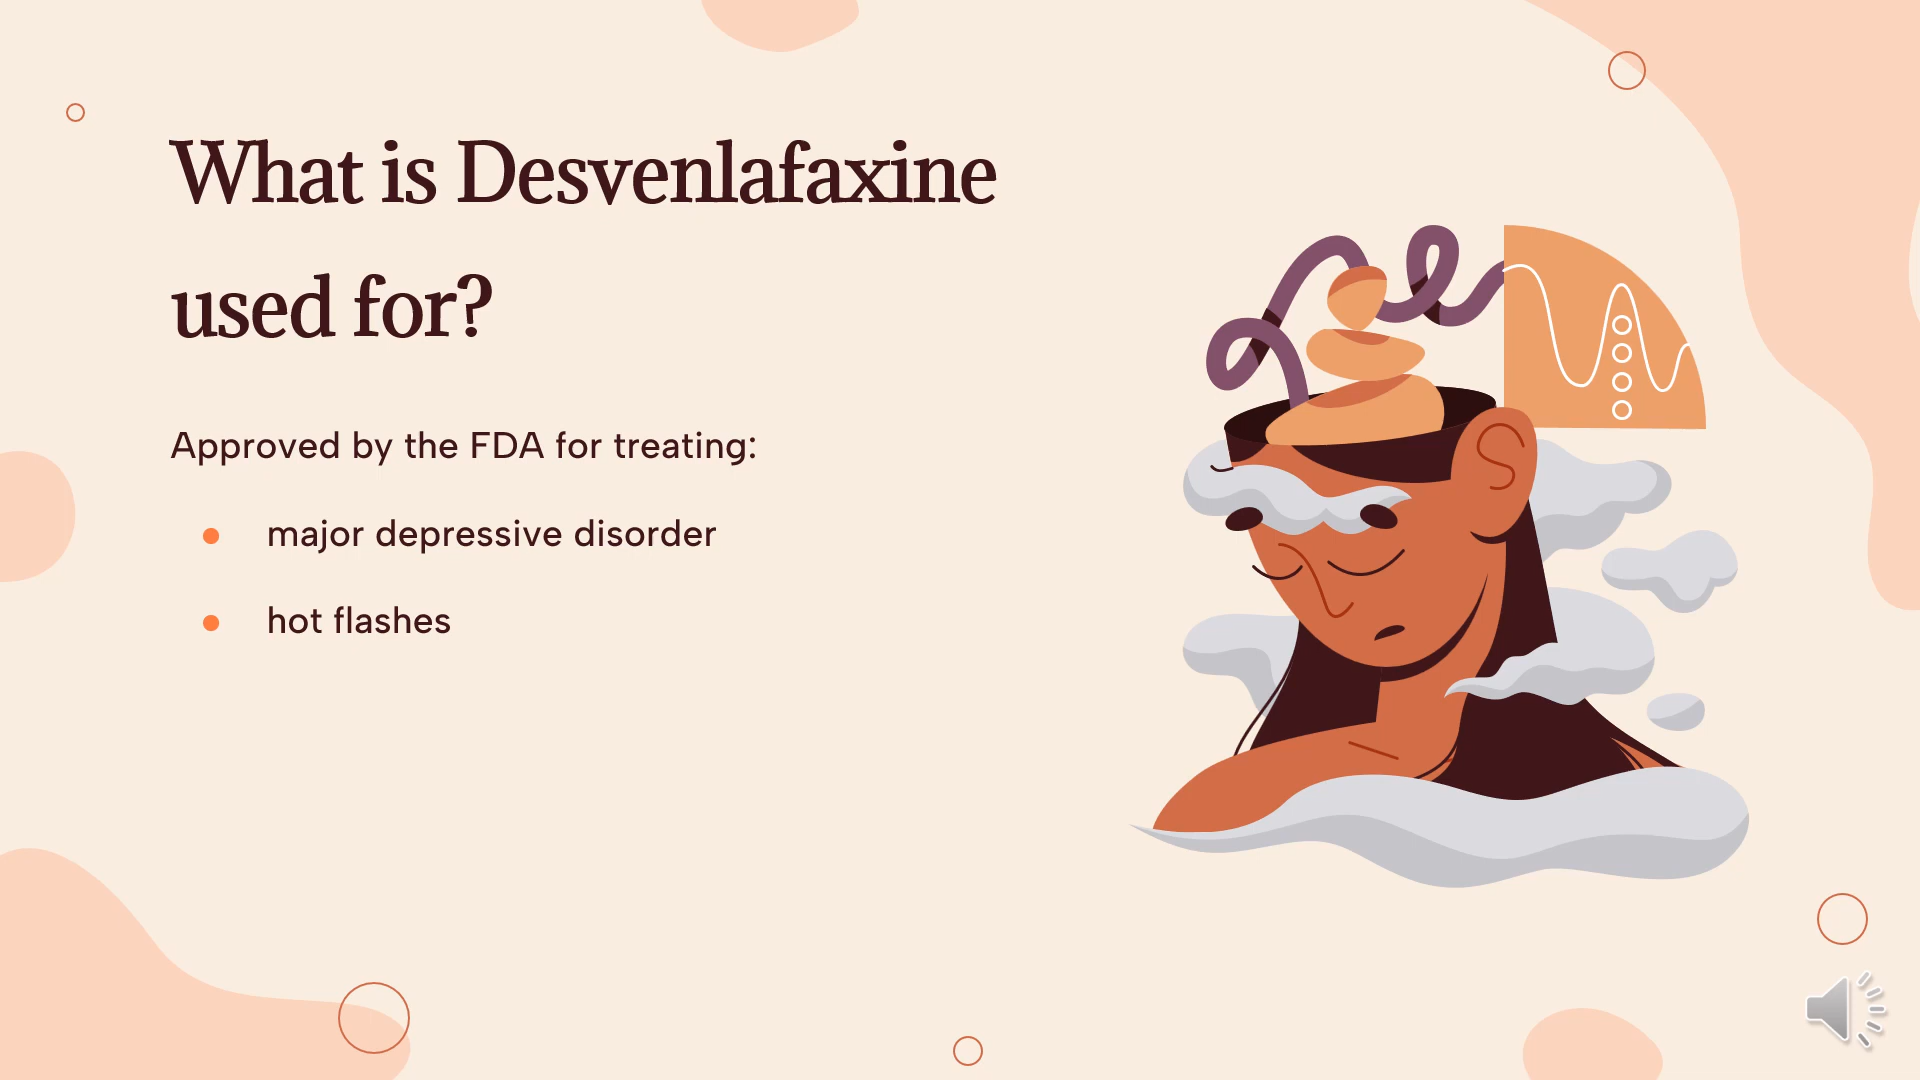 What is Desvenlafaxine
used for?
Approved by the FDA for treating:
major depressive disorder
hot flashes